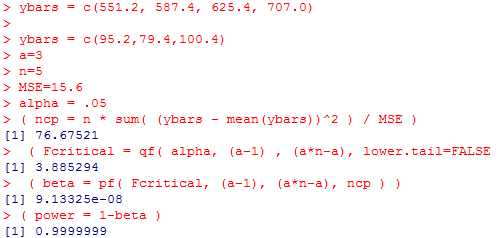 > ybars = c(551.2, 587.4, 625.4, 707.0)
>
> ybars = c(95.2,79.4,100.4)
> a=3
> n=5
> MSE=15.6
> alpha = .05
> ( ncp = n * sum( (ybars - mean(ybars))^2 ) / MSE )
[1] 76.67521
>  ( Fcritical = qf( alpha, (a-1) , (a*n-a), lower.tail=FALSE
[1] 3.885294
>  ( beta = pf( Fcritical, (a-1), (a*n-a), ncp ) )
[1] 9.13325e-08
> ( power = 1-beta )
[1] 0.9999999